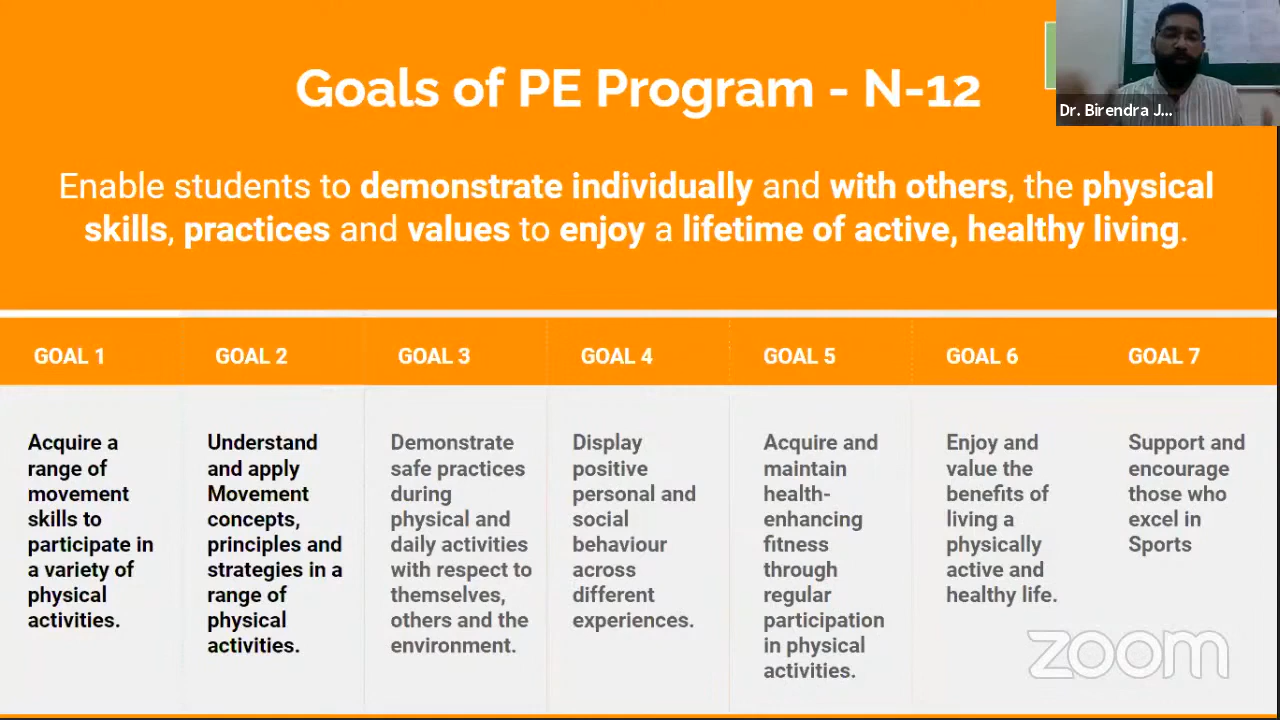 Goals of PE Program - N-12
Dr. Birendra J...
Enable students to demonstrate individually and with others, the physical
skills, practices and values to enjoy a lifetime of active, healthy living.
GOAL 1
Acquire a
range of
movement
skills to
participate in
a variety of
physical
activities.
GOAL 2
Understand
and apply
Movement
concepts,
principles and
strategies in a
range of
physical
activities.
GOAL 3
Demonstrate
safe practices
during
physical and
daily activities
with respect to
themselves,
others and the
environment.
GOAL 4
Display
positive
personal and
social
behaviour
across
different
experiences.
GOAL 5
Acquire and
maintain
health-
enhancing
fitness
through
regular
participation
in physical
activities.
GOAL 6
Enjoy and
value the
benefits of
living a
physically
active and
healthy life.
GOAL 7
Support and
encourage
those who
excel in
Sports
zoom